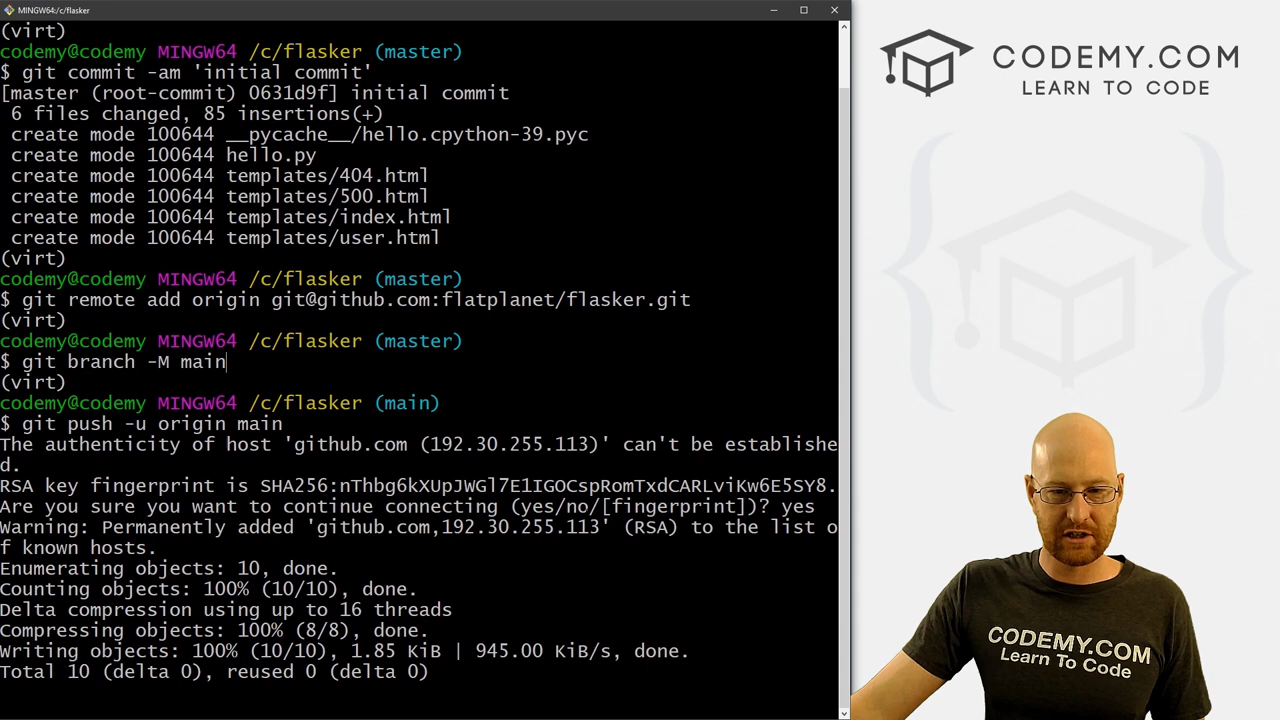 MINGW64:/c/flasker
(virt)
codemy@codemy MINGW64 /c/flasker (master)
$ git commit -am 'initial commit'
[master (root-commit) 0631d9f] initial commit
 6 files changed, 85 insertions(+)
 create mode 100644 __pycache__/hello.cpython-39.pyc
 create mode 100644 hello.py
 create mode 100644 templates/404.html
 create mode 100644 templates/500.html
 create mode 100644 templates/index.html
 create mode 100644 templates/user.html
(virt)
codemy@codemy MINGW64 /c/flasker (master)
$ git remote add origin git@github.com:flatplanet/flasker.git
(virt)
codemy@codemy MINGW64 /c/flasker (master)
$ git branch -M main
(virt)
codemy@codemy MINGW64 /c/flasker (main)
$ git push -u origin main
The authenticity of host 'github.com (192.30.255.113)' can't be establishe
d.
RSA key fingerprint is SHA256:nThbg6kXUpJWGl7E1IGOCspRomTxdCARLviKw6E5SY8.
Are you sure you want to continue connecting (yes/no/[fingerprint])? yes
Warning: Permanently added 'github.com,192.30.255.113' (RSA) to the list o
f known hosts.
Enumerating objects: 10, done.
Counting objects: 100% (10/10), done.
Delta compression using up to 16 threads
Compressing objects: 100% (8/8), done.
Writing objects: 100% (10/10), 1.85 KiB | 945.00 KiB/s, done.
Total 10 (delta 0), reused 0 (delta 0)
CODEMY.COM
LEARN TO CODE
CODEMY.COM
Learn To Code